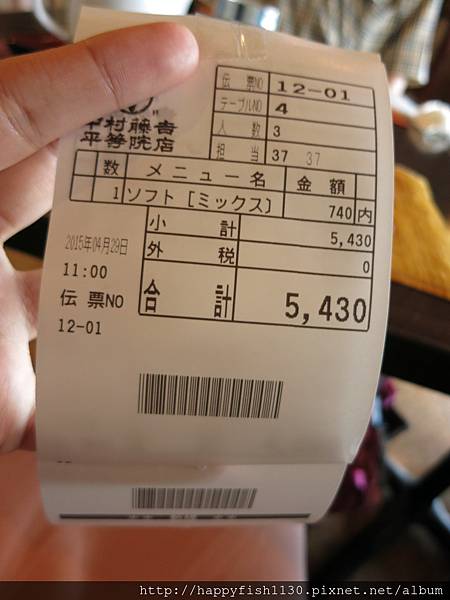 伝票NO 12-01
テーブルNO 4
人数 3
担当 37 37
中村藤吉
平等院店
数 メニュー名 金額
1 ソフト [ミックス] 740 内
小計 5,430
外税 0
合計 5,430
2015年04月29日
11:00
伝票NO
12-01
http://happyfish1130.pixnet.net/album